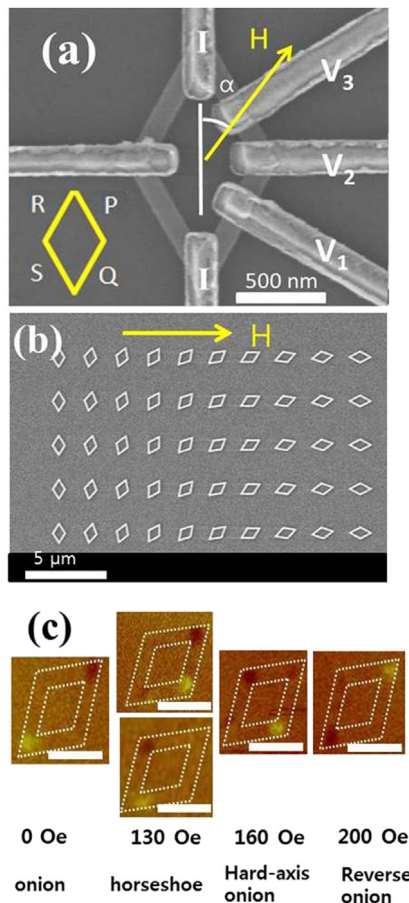 (a)
I
H
α
V3
R P
V2
S Q
V1
I
500 nm
(b)
H
5 μm
(c)
0 Oe 130 Oe 160 Oe 200 Oe
onion horseshoe Hard-axis onion Reverse onion